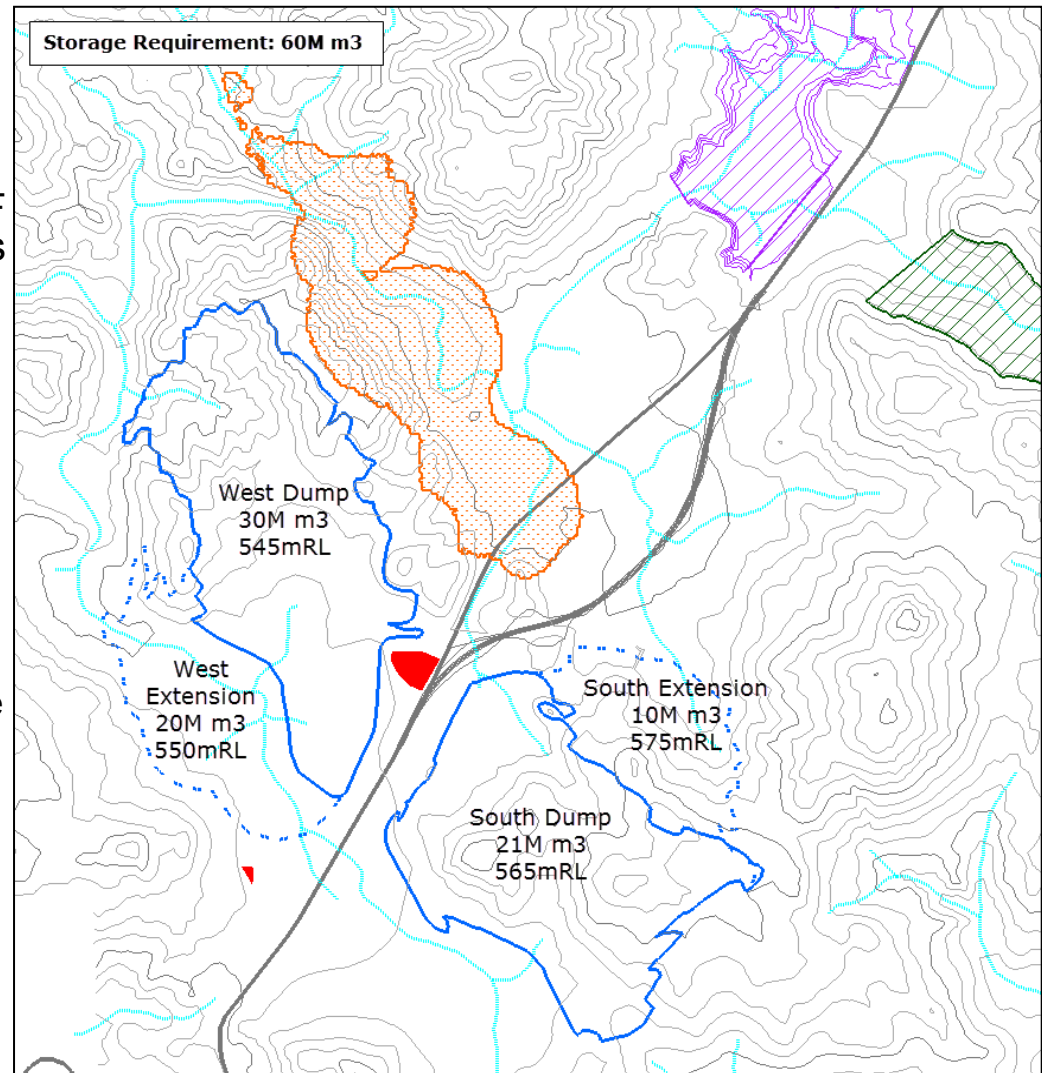 Storage Requirement: 60M m3
West Dump
30M m3
545mRL
West
Extension
20M m3
550mRL
South Extension
10M m3
575mRL
South Dump
21M m3
565mRL